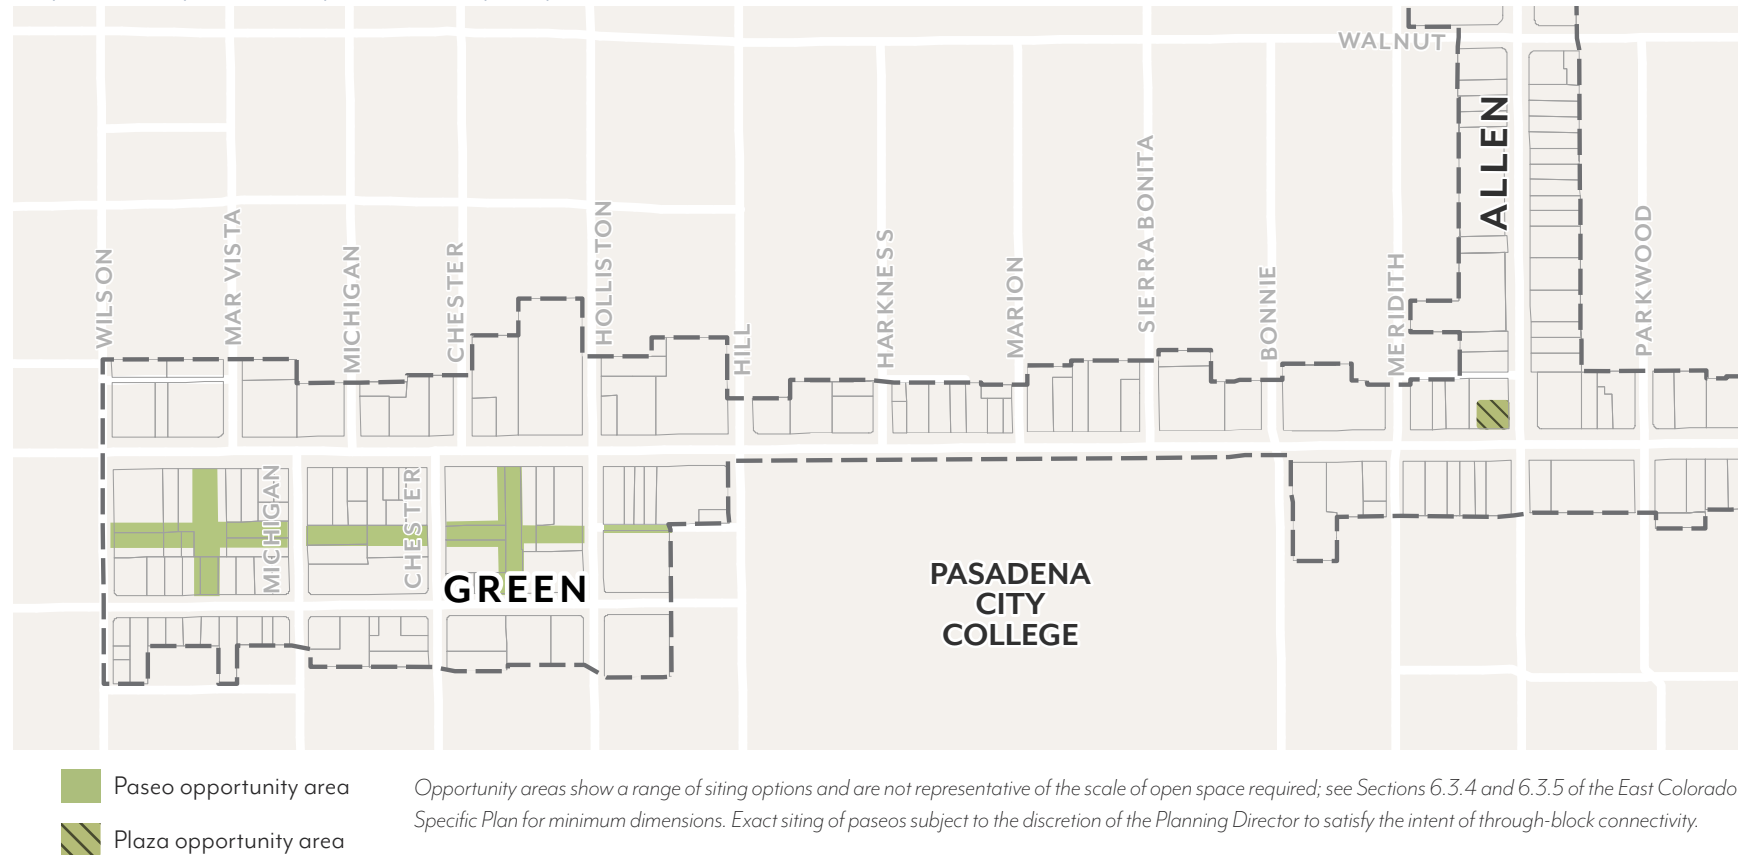 WALNUT
ALLEN
WILSON
MAR VISTA
MICHIGAN
CHESTER
HOLLISTON
HILL
HARKNESS
MARION
SIERRA BONITA
BONNIE
MERIDITH
PARKWOOD
MICHIGAN
CHESTER
GREEN
PASADENA
CITY
COLLEGE
Paseo opportunity area
Plaza opportunity area
Opportunity areas show a range of siting options and are not representative of the scale of open space required; see Sections 6.3.4 and 6.3.5 of the East Colorado
Specific Plan for minimum dimensions. Exact siting of paseos subject to the discretion of the Planning Director to satisfy the intent of through-block connectivity.